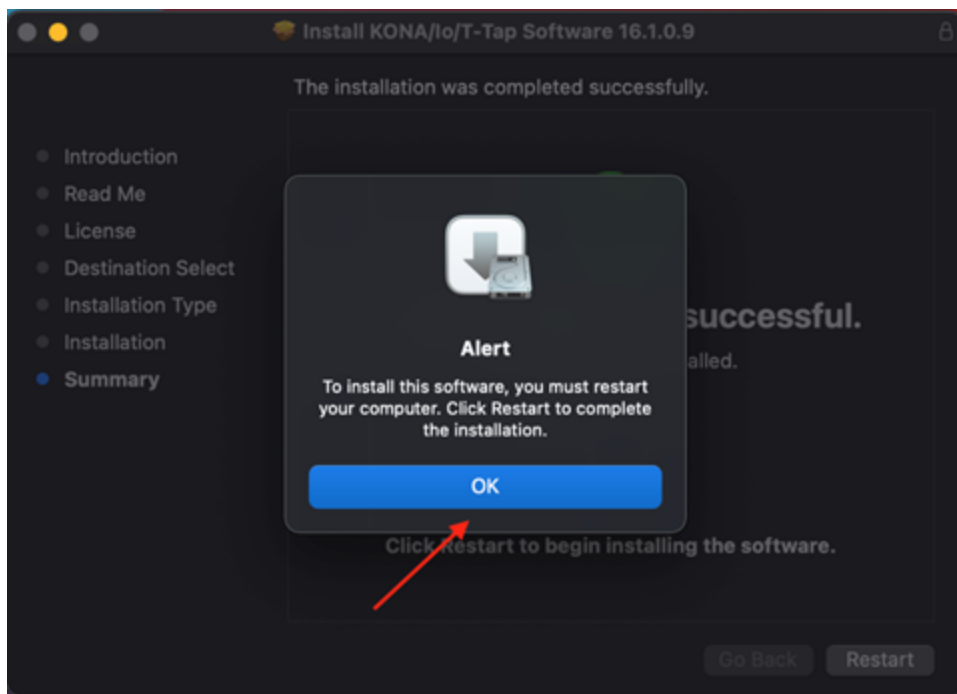 Install KONA/Io/T-Tap Software 16.1.0.9
The installation was completed successfully.
Introduction
Read Me
License
Destination Select
Installation Type
Installation
Summary
successful.
alled.
Alert
To install this software, you must restart
your computer. Click Restart to complete
the installation.
OK
Click Restart to begin installing the software.
Go Back
Restart